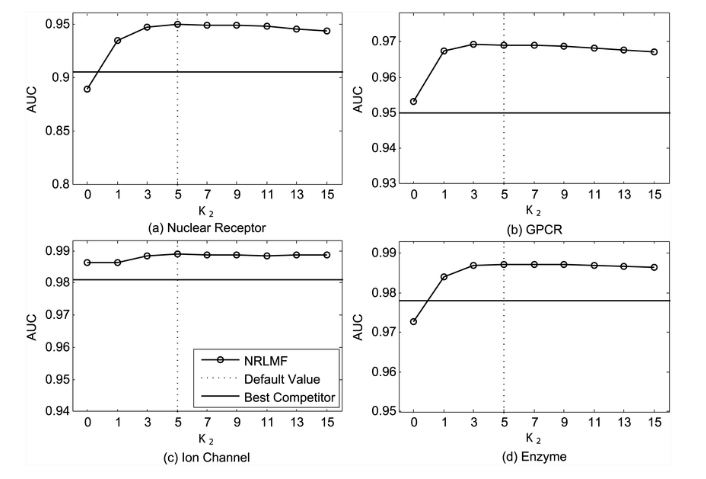 0.95
0.9
0.85
0.8
AUC
0 1 3 5 7 9 11 13 15
K 2
(a) Nuclear Receptor
0.97
0.96
0.95
0.94
0.93
AUC
0 1 3 5 7 9 11 13 15
K 2
(b) GPCR
0.99
0.98
0.97
0.96
0.95
0.94
AUC
NRLMF
Default Value
Best Competitor
0 1 3 5 7 9 11 13 15
K 2
(c) Ion Channel
0.99
0.98
0.97
0.96
0.95
AUC
0 1 3 5 7 9 11 13 15
K 2
(d) Enzyme